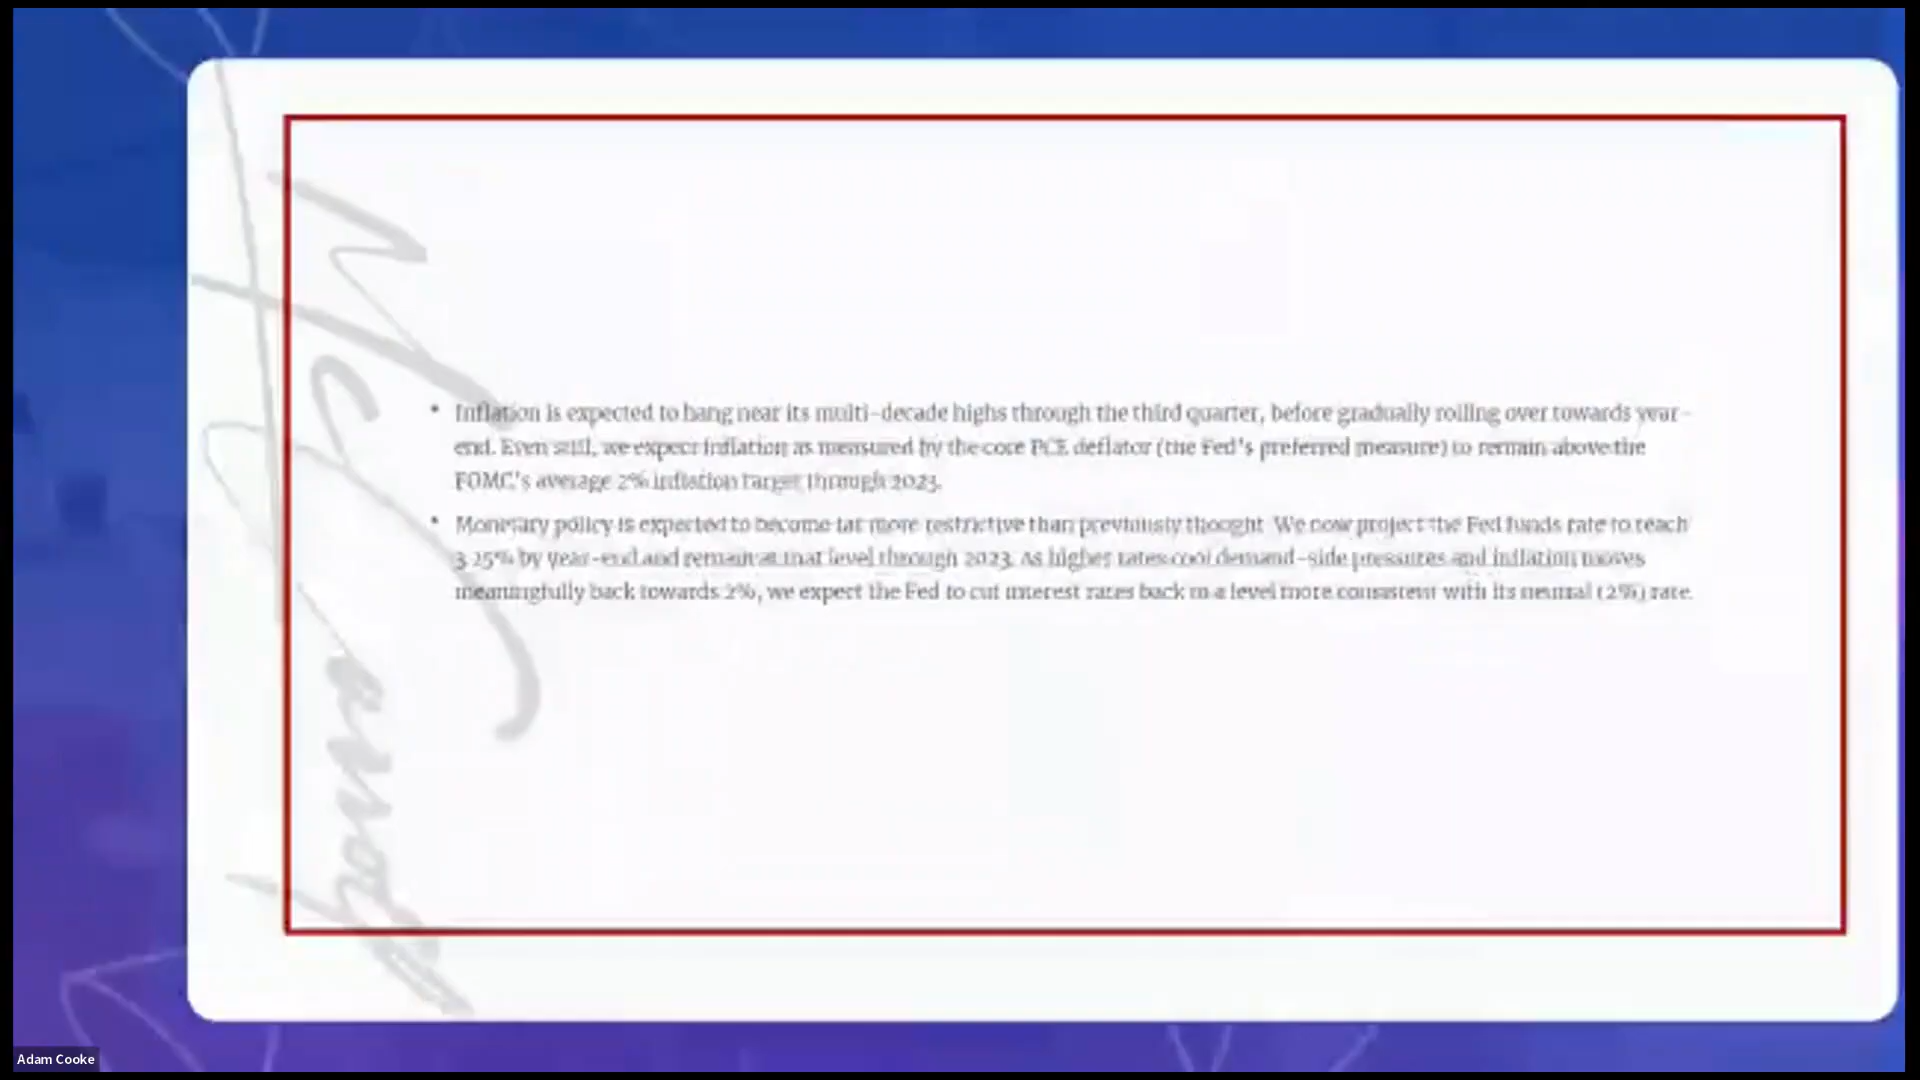 • Inflation is expected to hang near its multi-decade highs through the third quarter, before gradually rolling over towards year-
end. Even still, we expect inflation as measured by the core PCE deflator (the Fed's preferred measure) to remain above the
FOMC's average 2% inflation target through 2023.
• Monetary policy is expected to become far more restrictive than previously thought. We now project the Fed funds rate to reach
3.25% by year-end and remain at that level through 2023. As higher rates cool demand-side pressures and inflation moves
meaningfully back towards 2%, we expect the Fed to cut interest rates back to a level more consistent with its neutral (2%) rate.
Adam Cooke